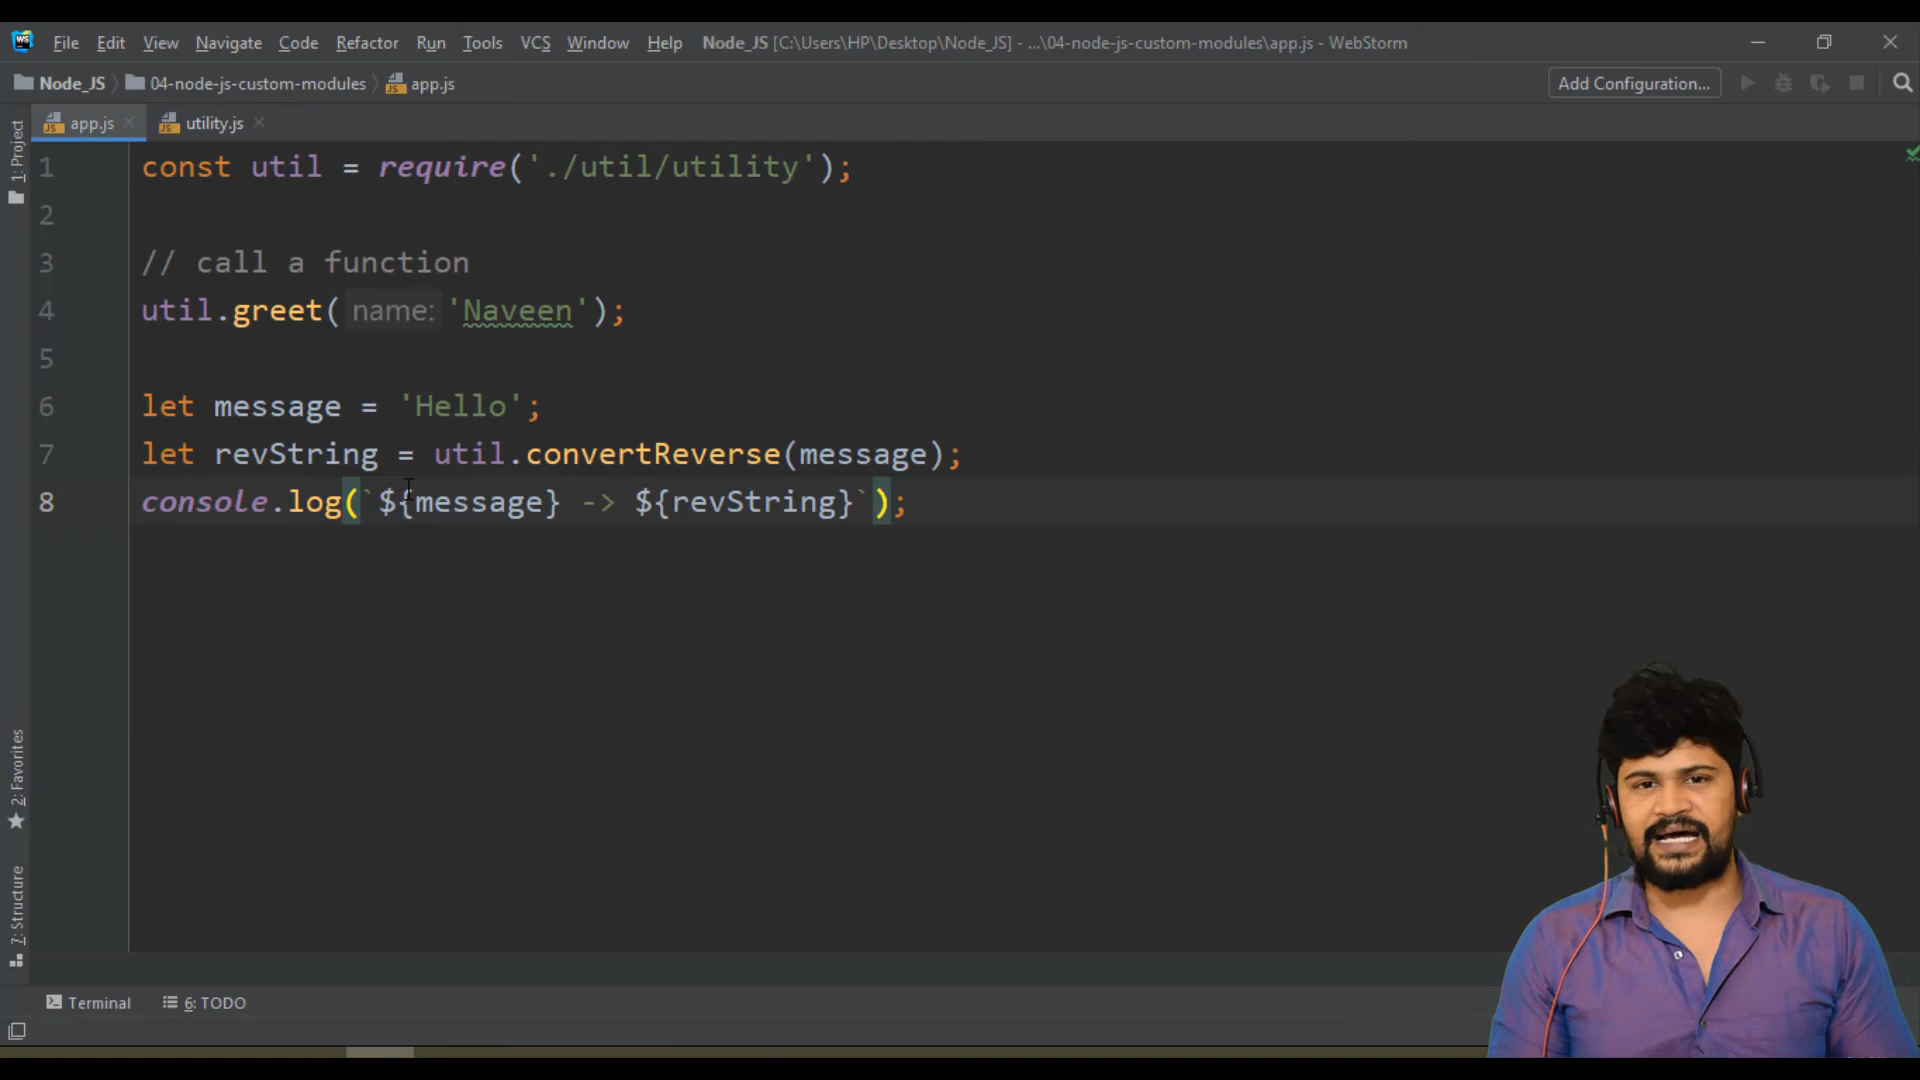 WS File Edit View Navigate Code Refactor Run Tools VCS Window Help Node_JS [C:\Users\HP\Desktop\Node_JS] - ...\04-node-js-custom-modules\app.js - WebStorm
Node_JS 04-node-js-custom-modules JS app.js Add Configuration...
JS app.js JS utility.js
1: Project
1 const util = require('./util/utility');
2
3 // call a function
4 util.greet( name: 'Naveen');
5
6 let message = 'Hello';
7 let revString = util.convertReverse(message);
8 console.log(`${message} -> ${revString}`);
2: Favorites
7: Structure
Terminal 6: TODO